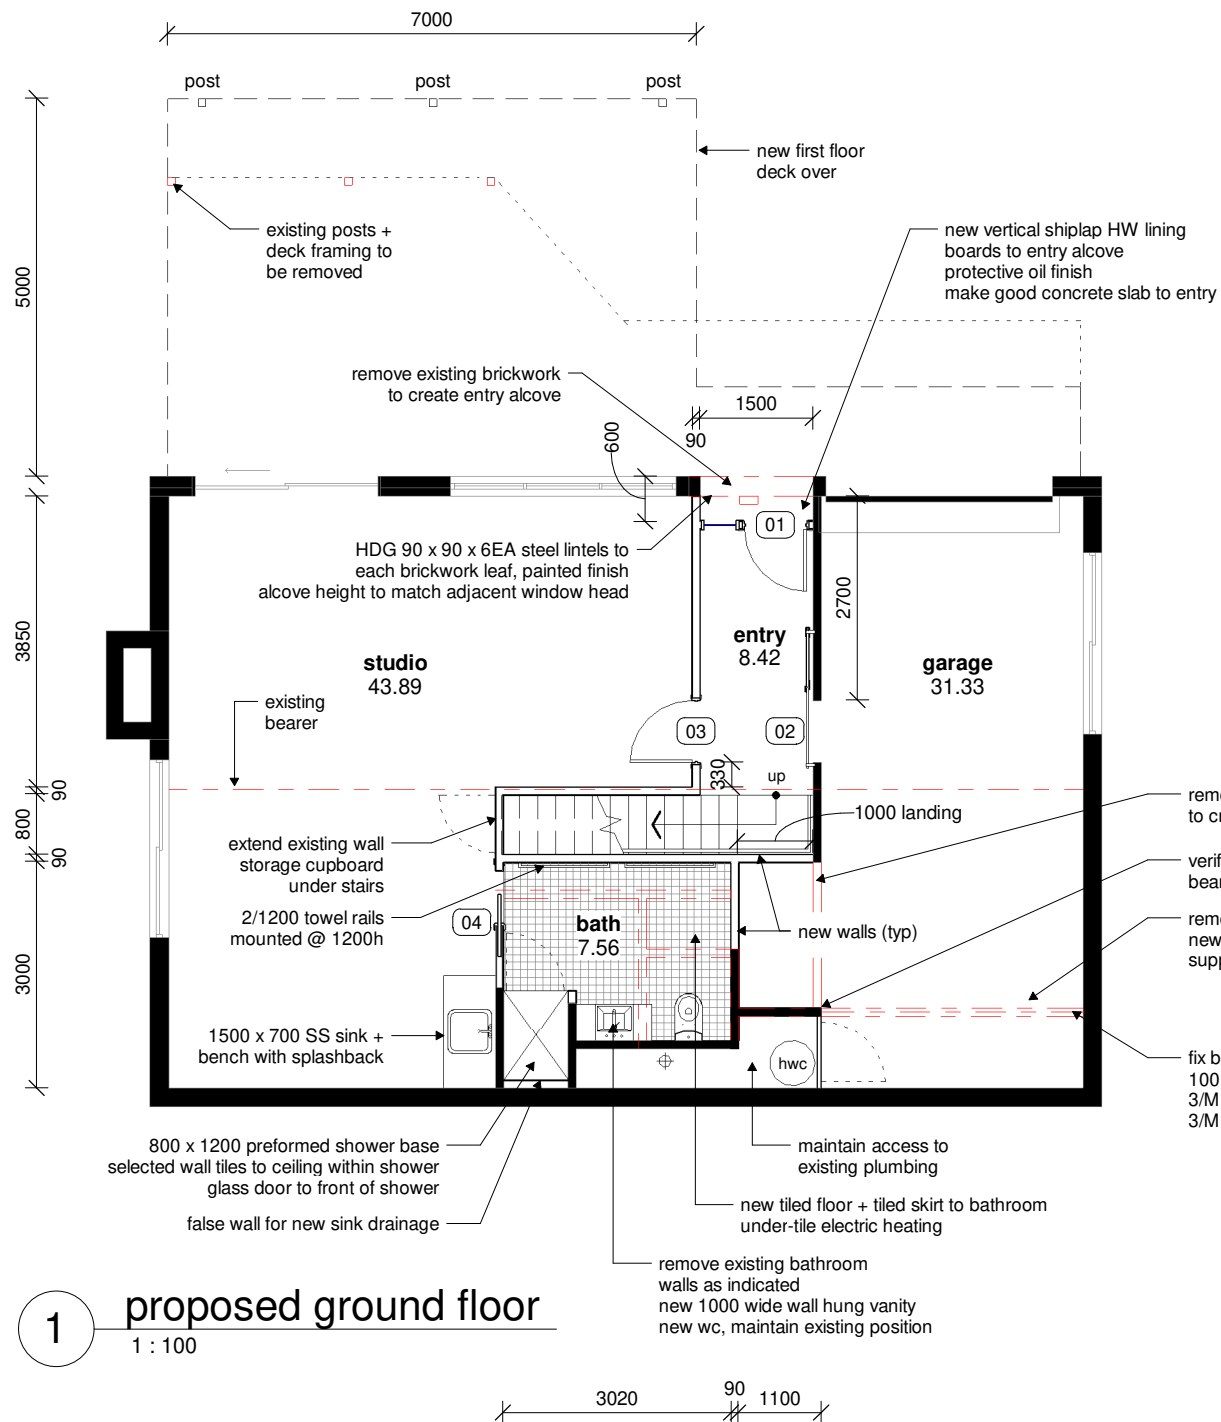 7000
post
post
post
new first floor
deck over
existing posts +
deck framing to
be removed
new vertical shiplap HW lining
boards to entry alcove
protective oil finish
make good concrete slab to entry
5000
remove existing brickwork
to create entry alcove
1500
90
600
01
HDG 90 x 90 x 6EA steel lintels to
each brickwork leaf, painted finish
alcove height to match adjacent window head
2700
3850
entry
8.42
studio
43.89
garage
31.33
existing
bearer
03
02
330
up
90
800
90
1000 landing
extend existing wall
storage cupboard
under stairs
2/1200 towel rails
mounted @ 1200h
04
bath
7.56
new walls (typ)
3000
1500 x 700 SS sink +
bench with splashback
hwc
to
100
3/M
3/M
800 x 1200 preformed shower base
selected wall tiles to ceiling within shower
glass door to front of shower
maintain access to
existing plumbing
false wall for new sink drainage
new tiled floor + tiled skirt to bathroom
under-tile electric heating
remove existing bathroom
walls as indicated
new 1000 wide wall hung vanity
new wc, maintain existing position
1
proposed ground floor
1 : 100
3020
90
1100